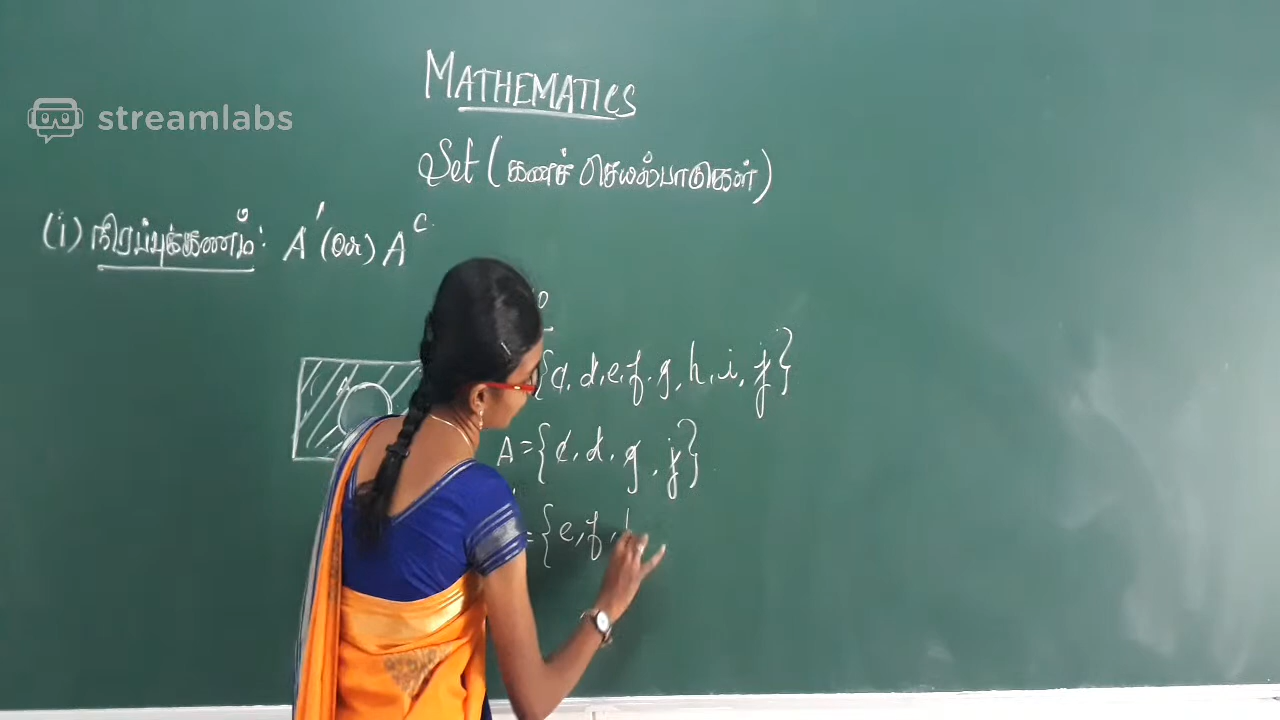 MATHEMATICS
streamlabs
Set (கணச் செயல்பாடுகள்)
(i) நிரப்புக்கணம்: A' (or) A^c
{c, d, e, f, g, h, i, j}
A
A = {c, d, g, j}
= {e, f, h